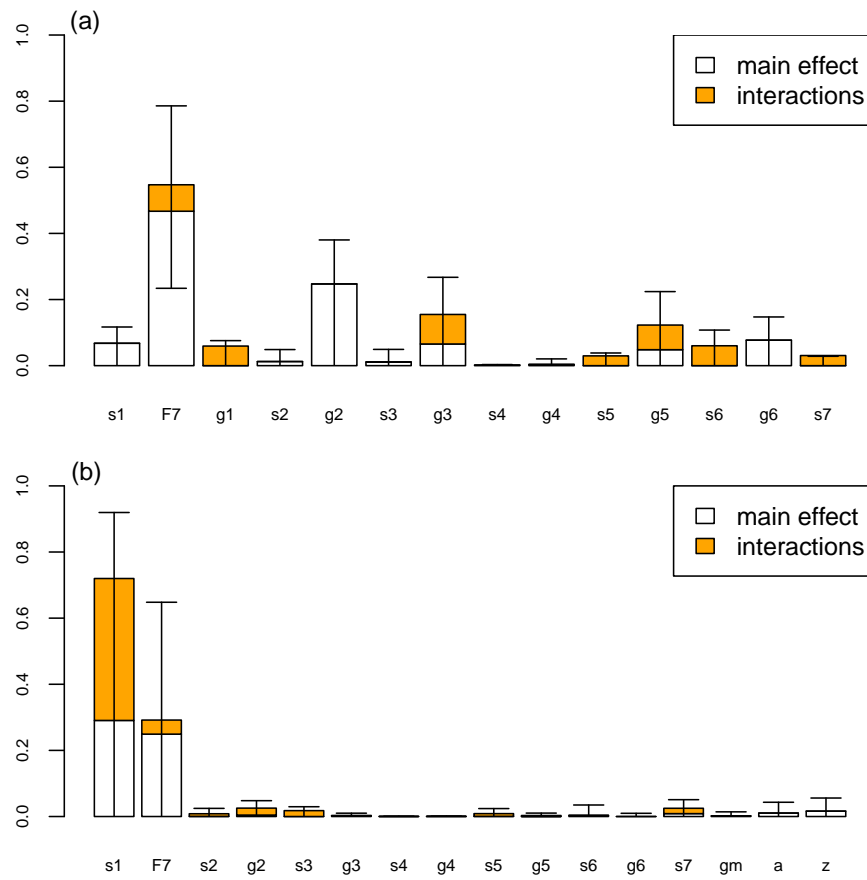 (a)
1.0
0.8
0.6
0.4
0.2
0.0
main effect
interactions
s1 F7 g1 s2 g2 s3 g3 s4 g4 s5 g5 s6 g6 s7
(b)
1.0
0.8
0.6
0.4
0.2
0.0
main effect
interactions
s1 F7 s2 g2 s3 g3 s4 g4 s5 g5 s6 g6 s7 gm a z